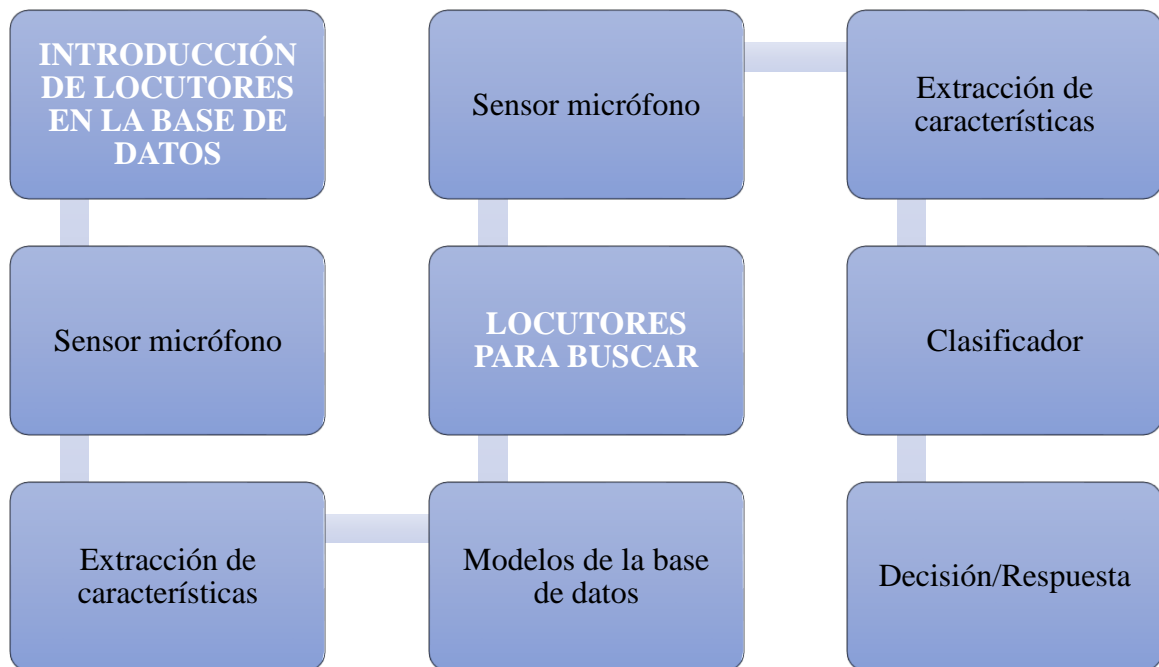 INTRODUCCIÓN
DE LOCUTORES
EN LA BASE DE
DATOS
Sensor micrófono
Extracción de
características
Modelos de la base
de datos
LOCUTORES
PARA BUSCAR
Sensor micrófono
Extracción de
características
Clasificador
Decisión/Respuesta